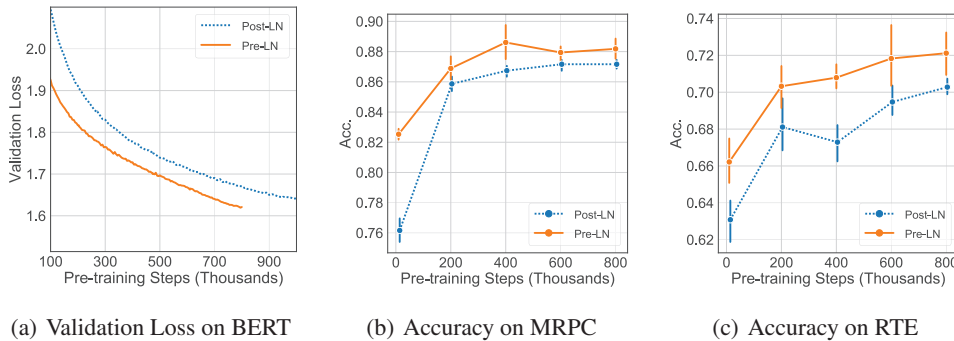 Validation Loss
2.0
1.9
1.8
1.7
1.6
Post-LN
Pre-LN
100 300 500 700 900
Pre-training Steps (Thousands)
(a) Validation Loss on BERT
Acc.
0.90
0.88
0.86
0.84
0.82
0.80
0.78
0.76
Post-LN
Pre-LN
0 200 400 600 800
Pre-training Steps (Thousands)
(b) Accuracy on MRPC
Acc.
0.74
0.72
0.70
0.68
0.66
0.64
0.62
Post-LN
Pre-LN
0 200 400 600 800
Pre-training Steps (Thousands)
(c) Accuracy on RTE